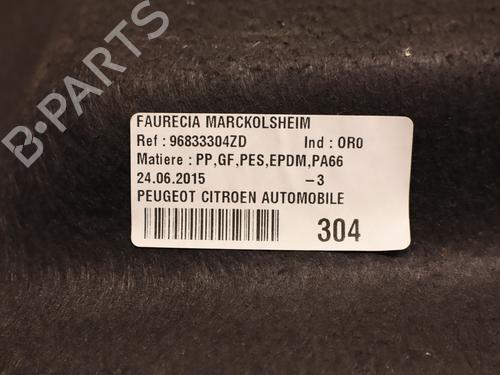 B-PARTS
FAURECIA MARCKOLSHEIM
Ref : 96833304ZD Ind : OR0
Matiere : PP,GF,PES,EPDM,PA66
24.06.2015 -3
PEUGEOT CITROEN AUTOMOBILE
304